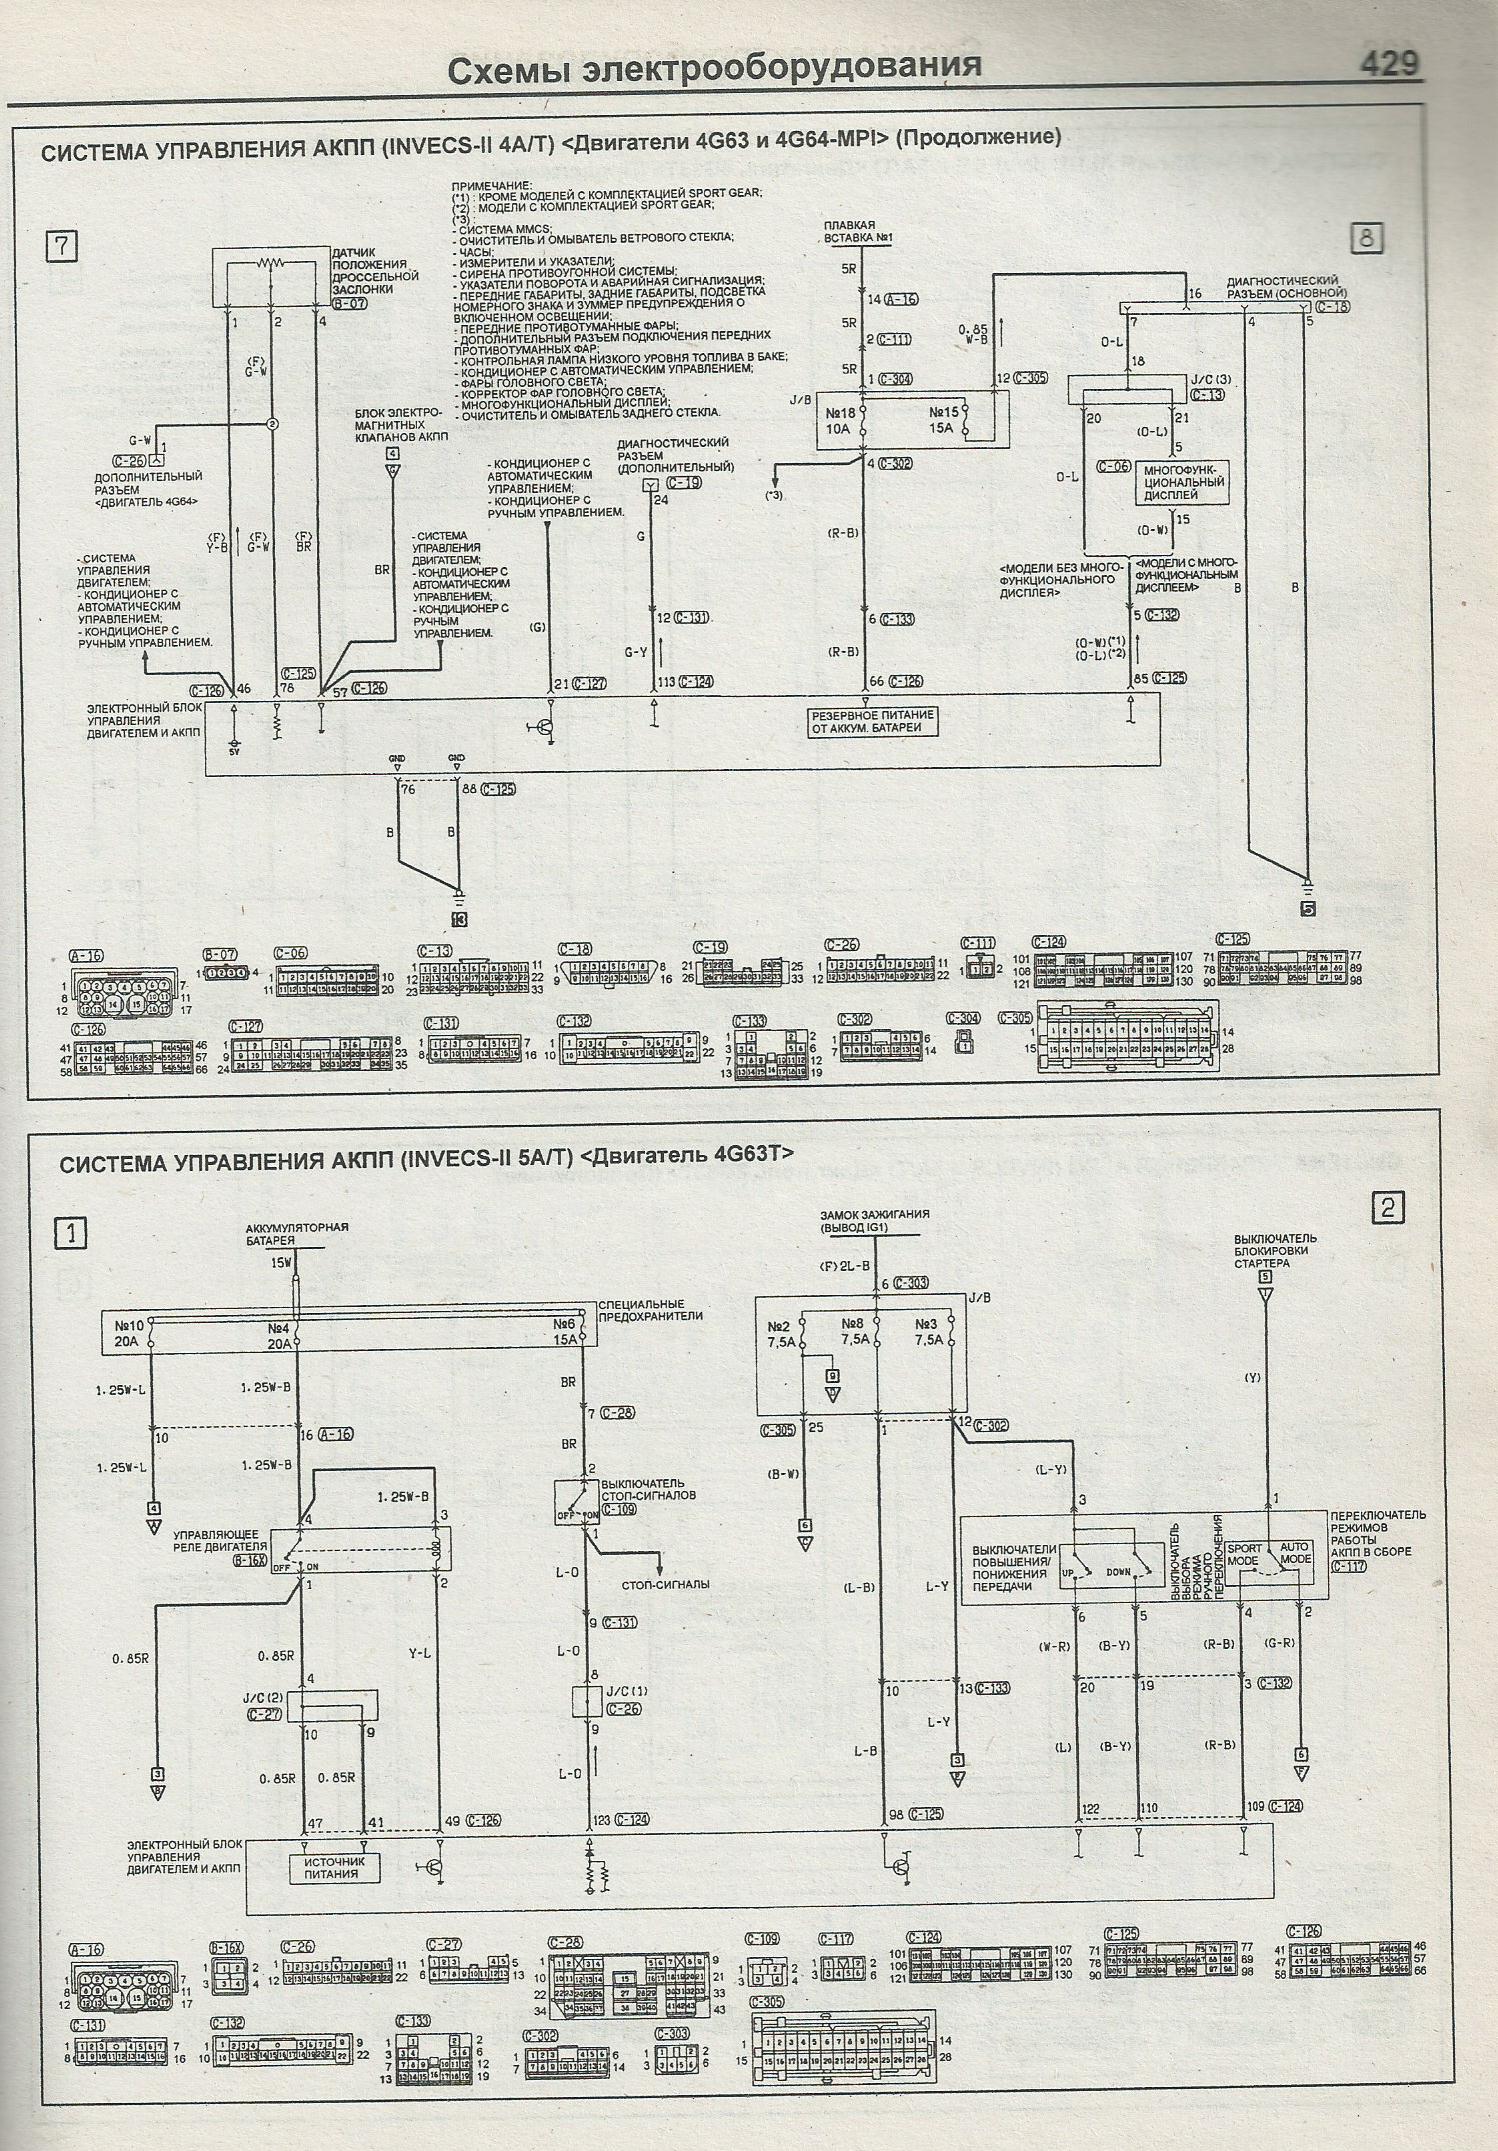 Схемы электрооборудования
429
СИСТЕМА УПРАВЛЕНИЯ АКПП (INVECS-II 4A/T) <Двигатели 4G63 и 4G64-MPI> (Продолжение)
7
8
ПРИМЕЧАНИЕ:
(*1) : КРОМЕ МОДЕЛЕЙ С КОМПЛЕКТАЦИЕЙ SPORT GEAR;
(*2) : МОДЕЛИ С КОМПЛЕКТАЦИЕЙ SPORT GEAR;
(*3) :
- СИСТЕМА MMCS;
- ОЧИСТИТЕЛЬ И ОМЫВАТЕЛЬ ВЕТРОВОГО СТЕКЛА;
- ЧАСЫ;
- ИЗМЕРИТЕЛИ И УКАЗАТЕЛИ;
- СИРЕНА ПРОТИВОУГОННОЙ СИСТЕМЫ;
- УКАЗАТЕЛИ ПОВОРОТА И АВАРИЙНАЯ СИГНАЛИЗАЦИЯ;
- ПЕРЕДНИЕ ГАБАРИТЫ, ЗАДНИЕ ГАБАРИТЫ, ПОДСВЕТКА
НОМЕРНОГО ЗНАКА И ЗУММЕР ПРЕДУПРЕЖДЕНИЯ О
ВКЛЮЧЕННОМ ОСВЕЩЕНИИ;
- ПЕРЕДНИЕ ПРОТИВОТУМАННЫЕ ФАРЫ;
- ДОПОЛНИТЕЛЬНЫЙ РАЗЪЕМ ПОДКЛЮЧЕНИЯ ПЕРЕДНИХ
ПРОТИВОТУМАННЫХ ФАР;
- КОНТРОЛЬНАЯ ЛАМПА НИЗКОГО УРОВНЯ ТОПЛИВА В БАКЕ;
- КОНДИЦИОНЕР С АВТОМАТИЧЕСКИМ УПРАВЛЕНИЕМ;
- ФАРЫ ГОЛОВНОГО СВЕТА;
- КОРРЕКТОР ФАР ГОЛОВНОГО СВЕТА;
- МНОГОФУНКЦИОНАЛЬНЫЙ ДИСПЛЕЙ;
- ОЧИСТИТЕЛЬ И ОМЫВАТЕЛЬ ЗАДНЕГО СТЕКЛА.
ДАТЧИК
ПОЛОЖЕНИЯ
ДРОССЕЛЬНОЙ
ЗАСЛОНКИ
B-07
1 2 4
(F)
G-W
2
G-W
1
C-26
ДОПОЛНИТЕЛЬНЫЙ
РАЗЪЕМ
<ДВИГАТЕЛЬ 4G64>
(F)
Y-B
(F)
G-W
(F)
BR
БЛОК ЭЛЕКТРО-
МАГНИТНЫХ
КЛАПАНОВ АКПП
4
BR
- СИСТЕМА
УПРАВЛЕНИЯ
ДВИГАТЕЛЕМ;
- КОНДИЦИОНЕР С
АВТОМАТИЧЕСКИМ
УПРАВЛЕНИЕМ;
- КОНДИЦИОНЕР С
РУЧНЫМ УПРАВЛЕНИЕМ.
- СИСТЕМА
УПРАВЛЕНИЯ
ДВИГАТЕЛЕМ;
- КОНДИЦИОНЕР С
АВТОМАТИЧЕСКИМ
УПРАВЛЕНИЕМ;
- КОНДИЦИОНЕР С
РУЧНЫМ
УПРАВЛЕНИЕМ.
- КОНДИЦИОНЕР С
АВТОМАТИЧЕСКИМ
УПРАВЛЕНИЕМ;
- КОНДИЦИОНЕР С
РУЧНЫМ УПРАВЛЕНИЕМ.
(G)
ДИАГНОСТИЧЕСКИЙ
РАЗЪЕМ
(ДОПОЛНИТЕЛЬНЫЙ)
C-19
24
G
12 C-131
G-Y
ПЛАВКАЯ
ВСТАВКА №1
5R
14 A-16
5R
2 C-111
5R
1 C-304
J/B
№18
10A
№15
15A
12 C-305
0.85
W-B
4 C-302
(*3)
(R-B)
6 C-133
(R-B)
ДИАГНОСТИЧЕСКИЙ
РАЗЪЕМ (ОСНОВНОЙ)
C-18
16
7 4 5
O-L
18
J/C (3)
C-13
20 21
(O-L)
5
C-06
МНОГОФУНК-
ЦИОНАЛЬНЫЙ
ДИСПЛЕЙ
O-L
15
(O-W)
<МОДЕЛИ БЕЗ МНОГО-
ФУНКЦИОНАЛЬНОГО
ДИСПЛЕЯ>
<МОДЕЛИ С МНОГО-
ФУНКЦИОНАЛЬНЫМ
ДИСПЛЕЕМ>
B B
5 C-132
(O-W)(*1)
(O-L)(*2)
C-126 46 78 C-125 57 C-126 21 C-127 113 C-124 66 C-126 85 C-125
ЭЛЕКТРОННЫЙ БЛОК
УПРАВЛЕНИЯ
ДВИГАТЕЛЕМ И АКПП
5V
РЕЗЕРВНОЕ ПИТАНИЕ
ОТ АККУМ. БАТАРЕИ
GND GND
76 88 C-125
B B
5
A-16 B-07 C-06 C-13 C-18 C-19 C-26 C-111 C-124 C-125
C-126 C-127 C-131 C-132 C-133 C-302 C-304 C-305
СИСТЕМА УПРАВЛЕНИЯ АКПП (INVECS-II 5A/T) <Двигатель 4G63T>
1
2
АККУМУЛЯТОРНАЯ
БАТАРЕЯ
15W
СПЕЦИАЛЬНЫЕ
ПРЕДОХРАНИТЕЛИ
№10
20A
№4
20A
№6
15A
1.25W-L
1.25W-B
10 16 A-16
1.25W-L
1.25W-B
1.25W-B
4
УПРАВЛЯЮЩЕЕ
РЕЛЕ ДВИГАТЕЛЯ
B-16X
4 3
OFF ON
1 2
0.85R
0.85R
Y-L
4
J/C (2)
C-27
10 9
0.85R 0.85R
3
BR
7 C-28
BR
2
ВЫКЛЮЧАТЕЛЬ
СТОП-СИГНАЛОВ
C-109
OFF ON
1
L-O
СТОП-СИГНАЛЫ
9 C-131
L-O
8
J/C (1)
C-26
9
L-O
ЗАМОК ЗАЖИГАНИЯ
(ВЫВОД IG1)
(F)2L-B
6 C-303
J/B
№2
7,5A
№8
7,5A
№3
7,5A
9
C-305 25 1 12 C-302
(B-W)
6
(L-B)
L-Y
10 13 C-133
L-B
L-Y
3
(L-Y)
3
ВЫКЛЮЧАТЕЛЬ
БЛОКИРОВКИ
СТАРТЕРА
5
(Y)
1
ПЕРЕКЛЮЧАТЕЛЬ
РЕЖИМОВ
РАБОТЫ
АКПП В СБОРЕ
C-117
ВЫКЛЮЧАТЕЛИ
ПОВЫШЕНИЯ/
ПОНИЖЕНИЯ
ПЕРЕДАЧИ
UP DOWN
ВЫКЛЮЧАТЕЛЬ
ВЫБОРА
РЕЖИМА
РУЧНОГО
ПЕРЕКЛЮЧЕНИЯ
SPORT
MODE
AUTO
MODE
6 5 4 2
(W-R) (B-Y) (R-B) (G-R)
20 19 3 C-132
(L) (B-Y) (R-B)
6
47 41 49 C-126 123 C-124 98 C-125 122 110 109 C-124
ЭЛЕКТРОННЫЙ БЛОК
УПРАВЛЕНИЯ
ДВИГАТЕЛЕМ И АКПП
ИСТОЧНИК
ПИТАНИЯ
A-16 B-16X C-26 C-27 C-28 C-109 C-117 C-124 C-125 C-126
C-131 C-132 C-133 C-302 C-303 C-305